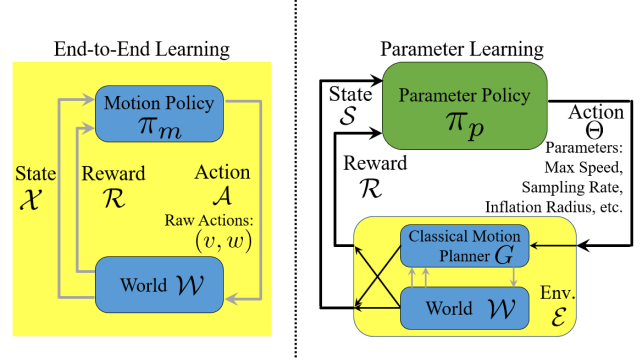 End-to-End Learning
Motion Policy
π_m
State
𝒳
Reward
ℛ
Action
𝒜
Raw Actions:
(v, w)
World 𝒲
Parameter Learning
State
𝒮
Parameter Policy
π_p
Action
Θ
Parameters:
Max Speed,
Sampling Rate,
Inflation Radius, etc.
Reward
ℛ
Classical Motion
Planner G
World 𝒲
Env.
ℰ